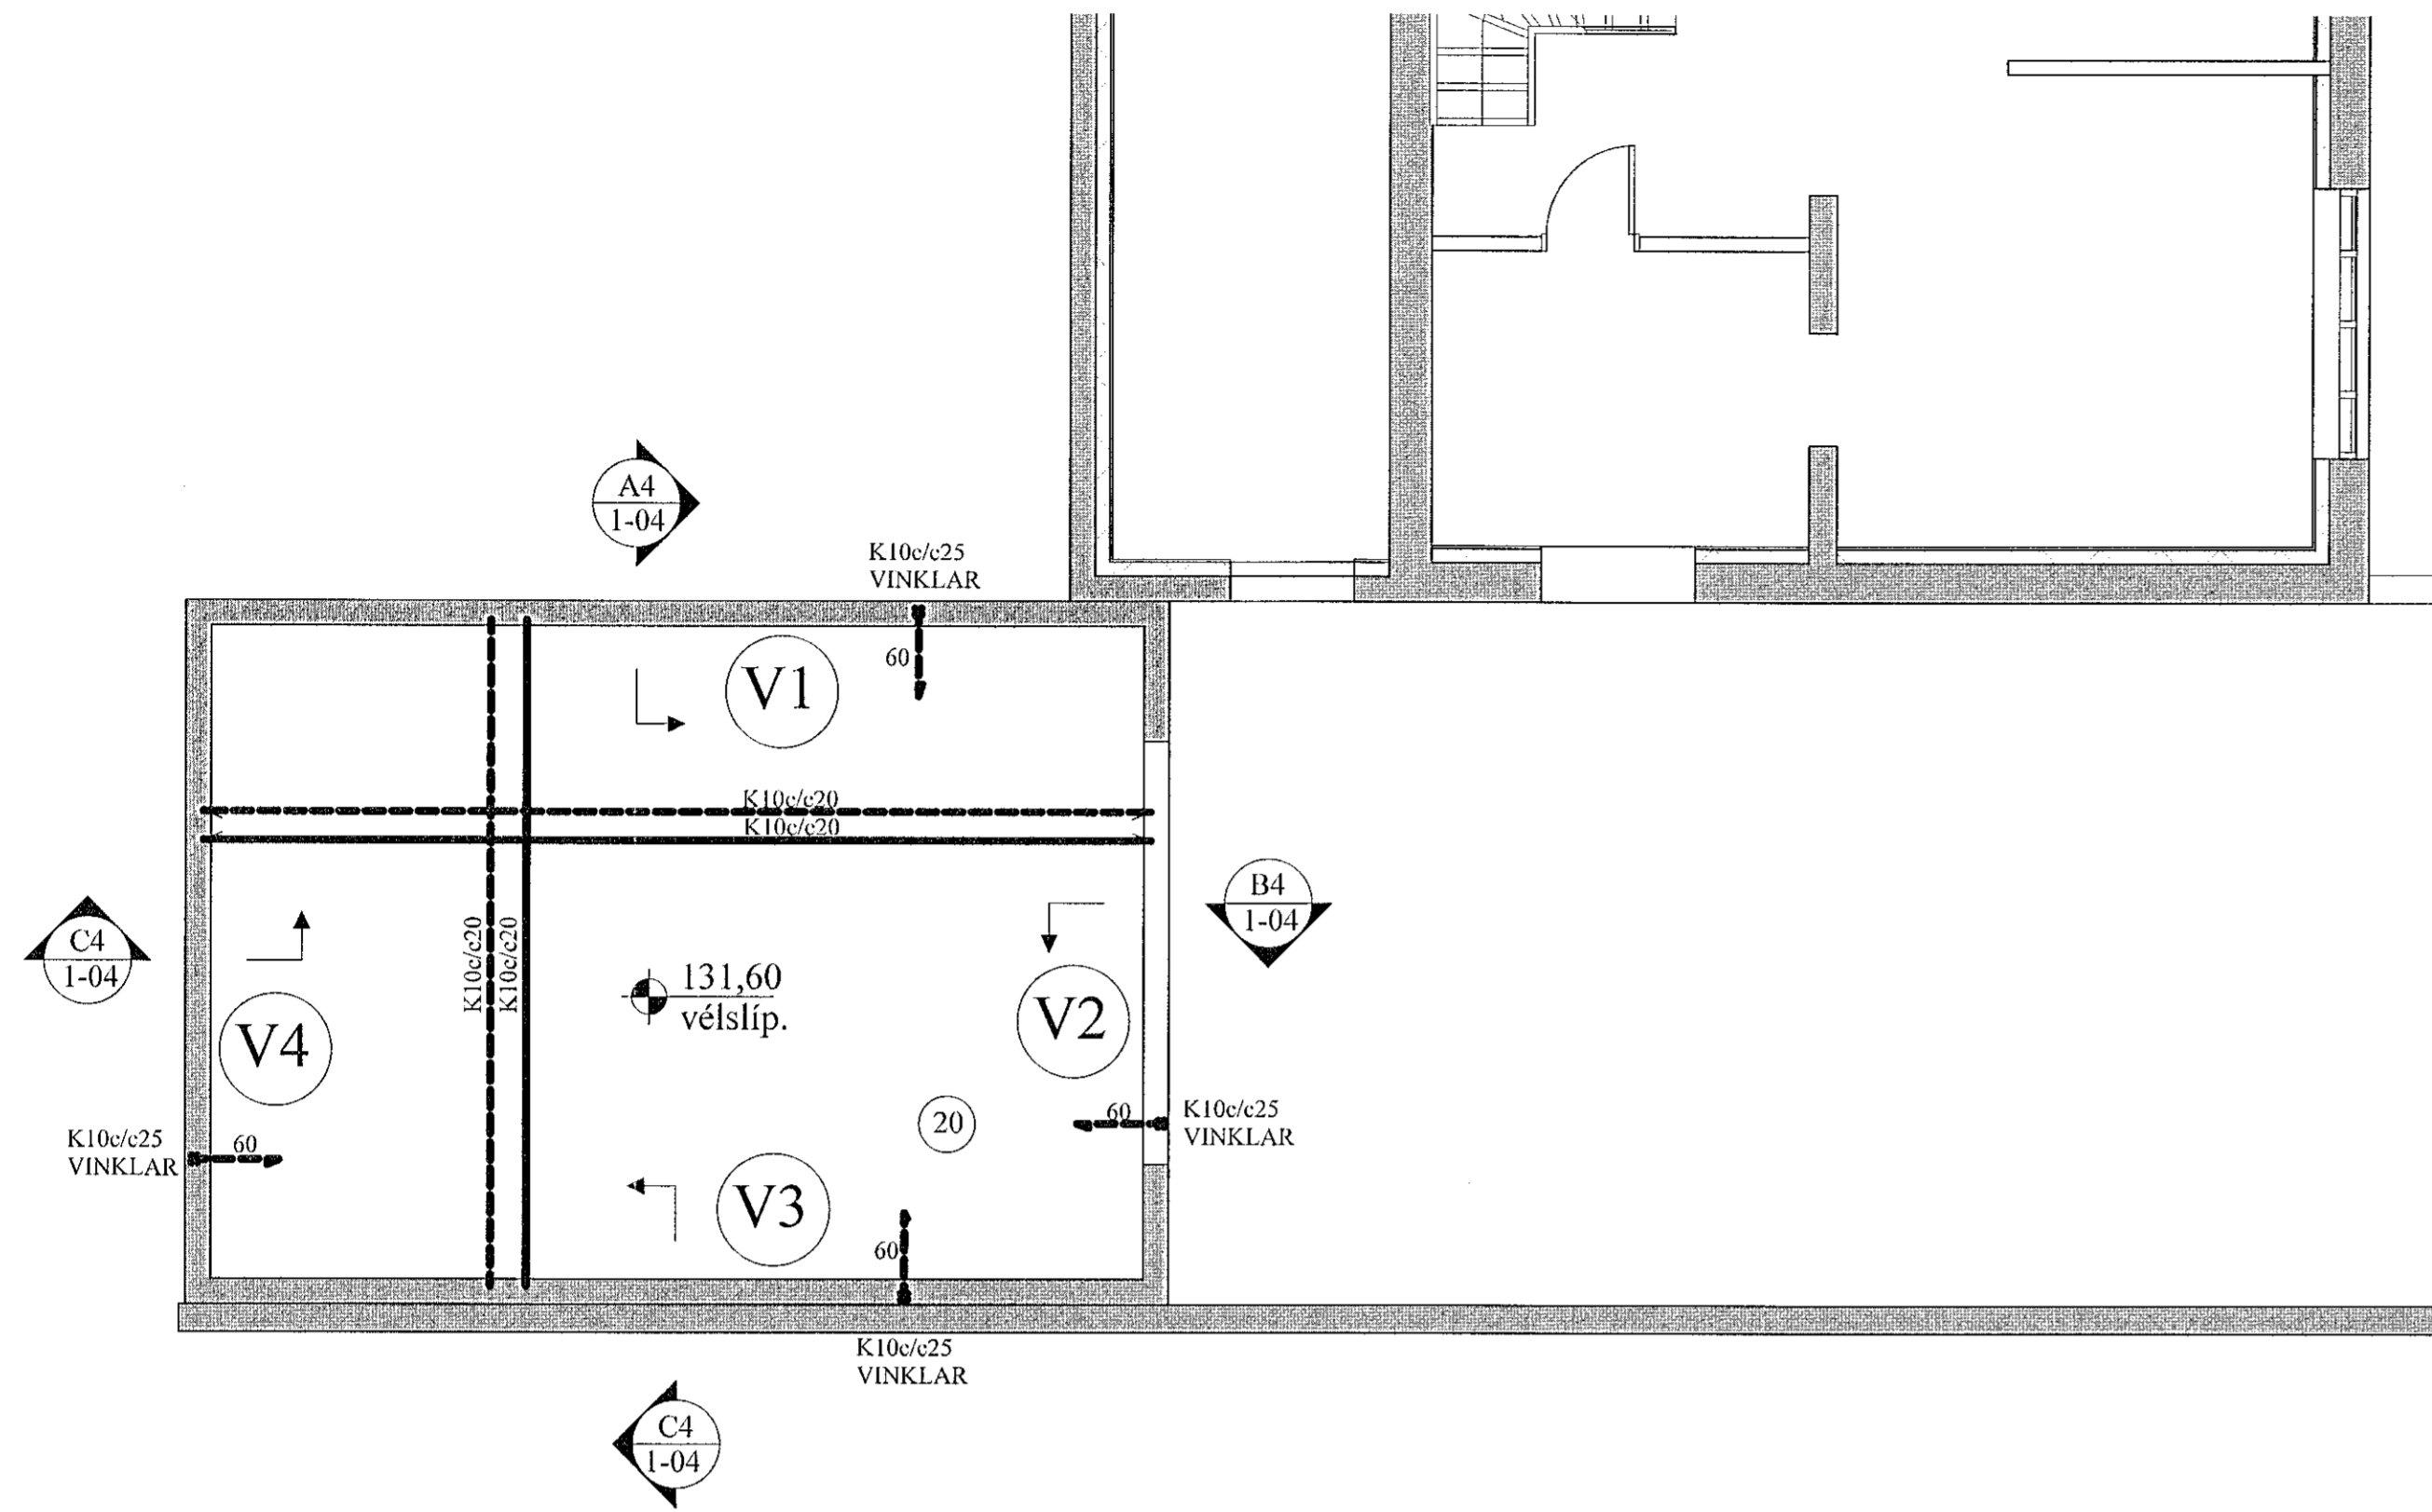 A4
1-04
K10c/c25
VINKLAR
60
V1
K10c/c20
K10c/c20
B4
1-04
C4
1-04
K10c/c20
K10c/c20
131,60
vélslíp.
V2
V4
20
60
K10c/c25
VINKLAR
K10c/c25
VINKLAR
60
V3
60
K10c/c25
VINKLAR
C4
1-04